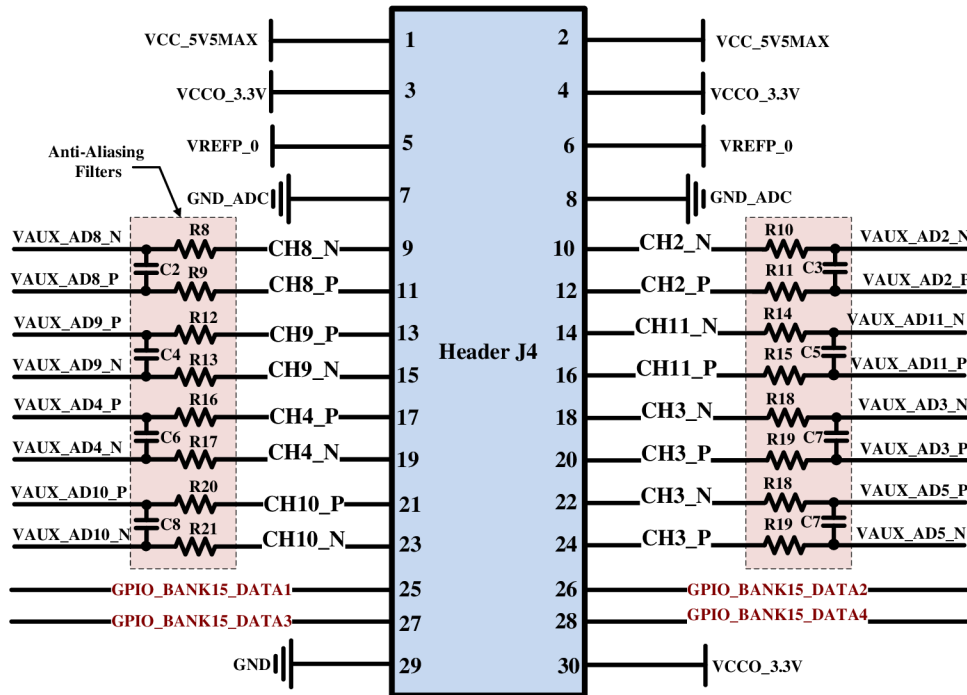 VCC_5V5MAX 1 2 VCC_5V5MAX
VCCO_3.3V 3 4 VCCO_3.3V
VREFP_0 5 6 VREFP_0
Anti-Aliasing
Filters
GND_ADC 7 8 GND_ADC
VAUX_AD8_N R8 CH8_N 9 10 CH2_N R10 VAUX_AD2_N
C2 C3
VAUX_AD8_P R9 CH8_P 11 12 CH2_P R11 VAUX_AD2_P
VAUX_AD9_P R12 CH9_P 13 14 CH11_N R14 VAUX_AD11_N
C4 C5
VAUX_AD9_N R13 CH9_N 15 16 CH11_P R15 VAUX_AD11_P
Header J4
VAUX_AD4_P R16 CH4_P 17 18 CH3_N R18 VAUX_AD3_N
C6 C7
VAUX_AD4_N R17 CH4_N 19 20 CH3_P R19 VAUX_AD3_P
VAUX_AD10_P R20 CH10_P 21 22 CH3_N R18 VAUX_AD5_P
C8 C7
VAUX_AD10_N R21 CH10_N 23 24 CH3_P R19 VAUX_AD5_N
GPIO_BANK15_DATA1 25 26 GPIO_BANK15_DATA2
GPIO_BANK15_DATA3 27 28 GPIO_BANK15_DATA4
GND 29 30 VCCO_3.3V